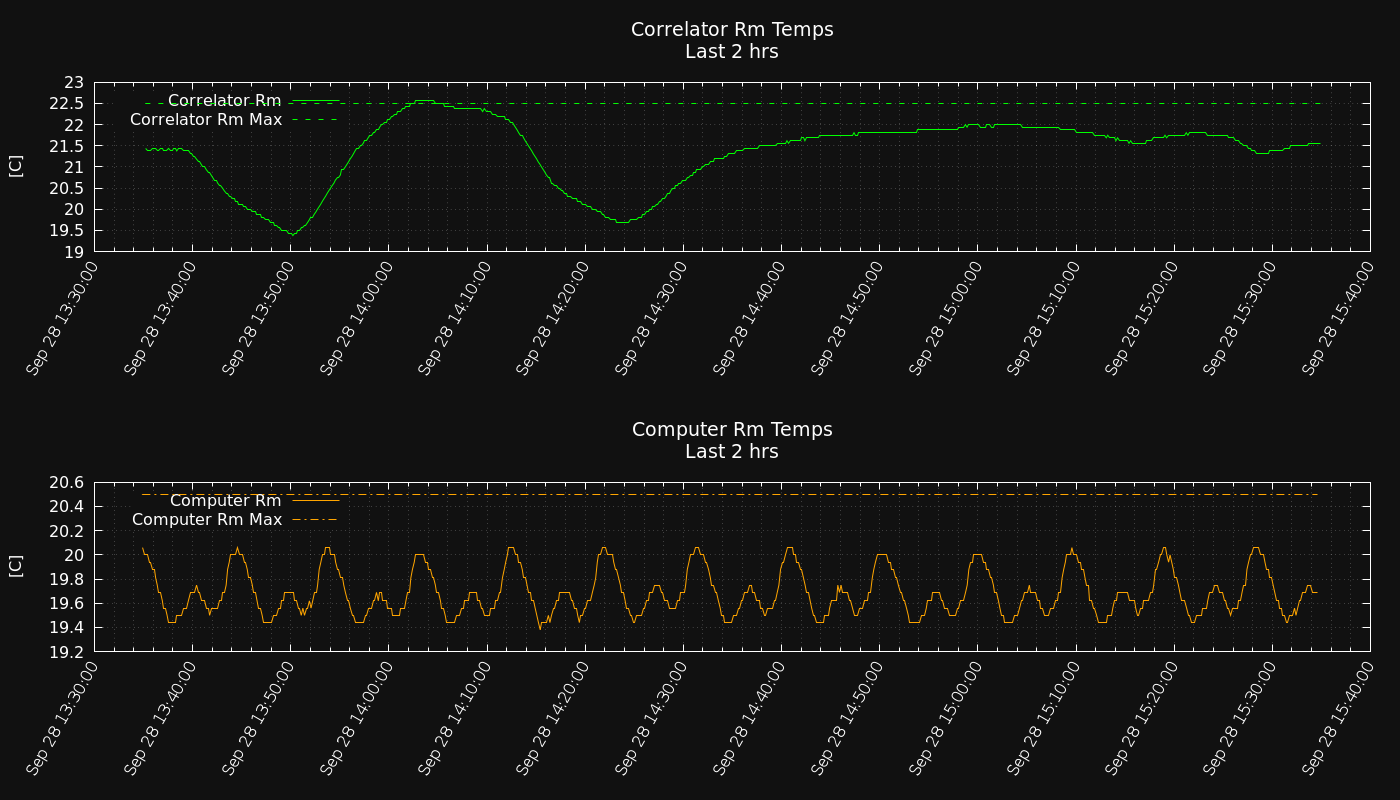 Correlator Rm Temps
Last 2 hrs
[C]
23
22.5
22
21.5
21
20.5
20
19.5
19
Correlator Rm
Correlator Rm Max
Sep 28 13:30:00
Sep 28 13:40:00
Sep 28 13:50:00
Sep 28 14:00:00
Sep 28 14:10:00
Sep 28 14:20:00
Sep 28 14:30:00
Sep 28 14:40:00
Sep 28 14:50:00
Sep 28 15:00:00
Sep 28 15:10:00
Sep 28 15:20:00
Sep 28 15:30:00
Sep 28 15:40:00
Computer Rm Temps
Last 2 hrs
[C]
20.6
20.4
20.2
20
19.8
19.6
19.4
19.2
Computer Rm
Computer Rm Max
Sep 28 13:30:00
Sep 28 13:40:00
Sep 28 13:50:00
Sep 28 14:00:00
Sep 28 14:10:00
Sep 28 14:20:00
Sep 28 14:30:00
Sep 28 14:40:00
Sep 28 14:50:00
Sep 28 15:00:00
Sep 28 15:10:00
Sep 28 15:20:00
Sep 28 15:30:00
Sep 28 15:40:00